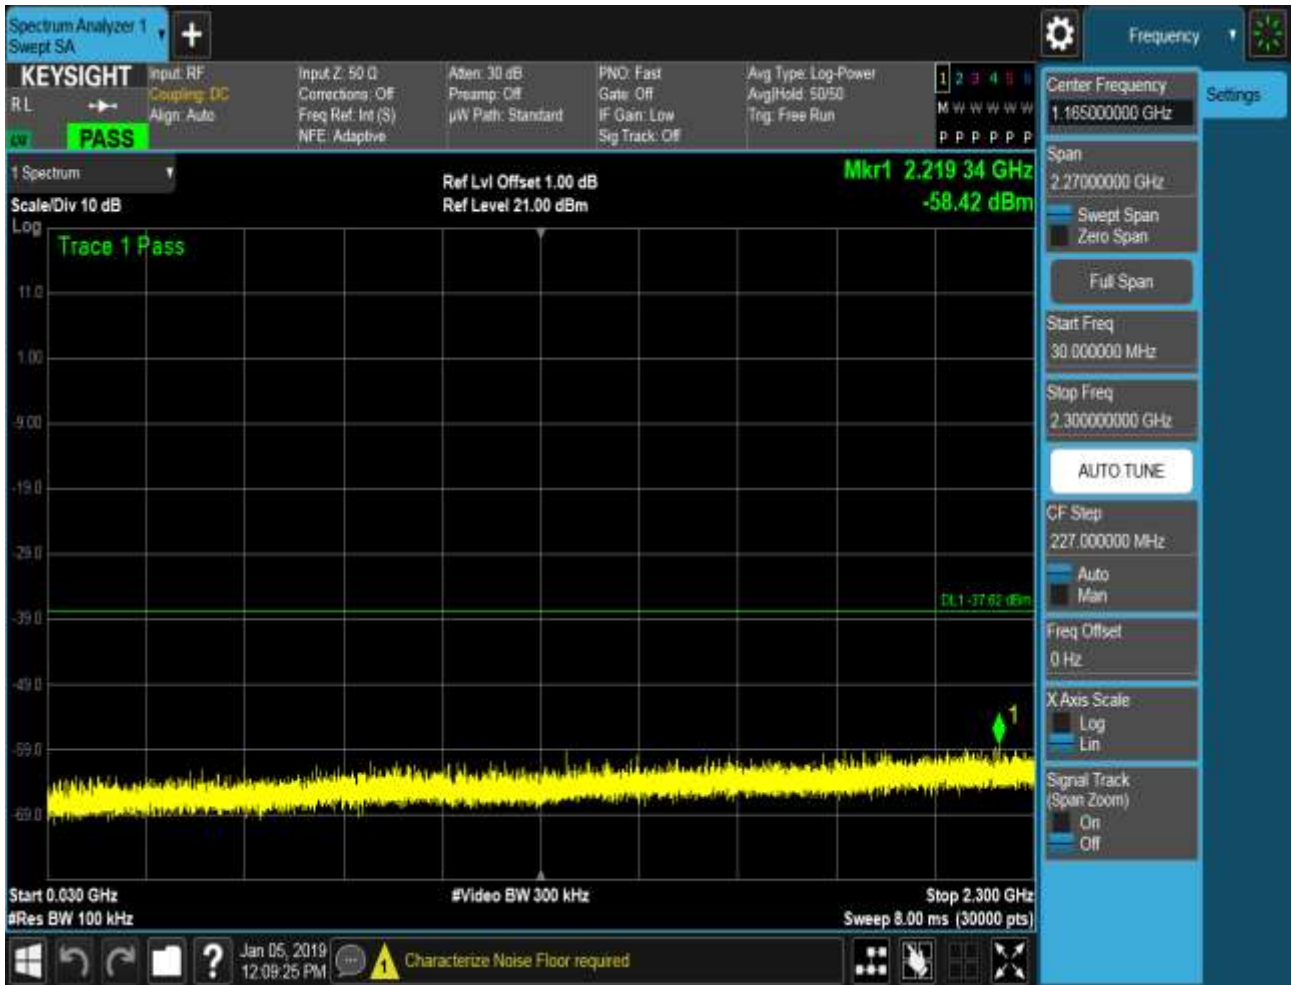 Spectrum Analyzer 1
Swept SA
+
Frequency
KEYSIGHT
RL
PASS
Input: RF
Coupling: DC
Align: Auto
Input Z: 50 Ω
Corrections: Off
Freq Ref: Int (S)
NFE: Adaptive
Atten: 30 dB
Preamp: Off
µW Path: Standard
PNO: Fast
Gate: Off
IF Gain: Low
Sig Track: Off
Avg Type: Log-Power
Avg|Hold: 50/50
Trig: Free Run
1 2 3 4 5 6
M W W W W W
P P P P P P
1 Spectrum
Scale/Div 10 dB
Log
Ref Lvl Offset 1.00 dB
Ref Level 21.00 dBm
Mkr1 2.219 34 GHz
-58.42 dBm
Trace 1 Pass
11.0
1.00
-9.00
-19.0
-29.0
DL1 -37.62 dBm
-39.0
-49.0
1
-59.0
-69.0
Start 0.030 GHz
#Video BW 300 kHz
Stop 2.300 GHz
#Res BW 100 kHz
Sweep 8.00 ms (30000 pts)
Center Frequency
1.165000000 GHz
Settings
Span
2.27000000 GHz
Swept Span
Zero Span
Full Span
Start Freq
30.000000 MHz
Stop Freq
2.300000000 GHz
AUTO TUNE
CF Step
227.000000 MHz
Auto
Man
Freq Offset
0 Hz
X Axis Scale
Log
Lin
Signal Track
(Span Zoom)
On
Off
?
Jan 05, 2019
12:09:25 PM
1
Characterize Noise Floor required